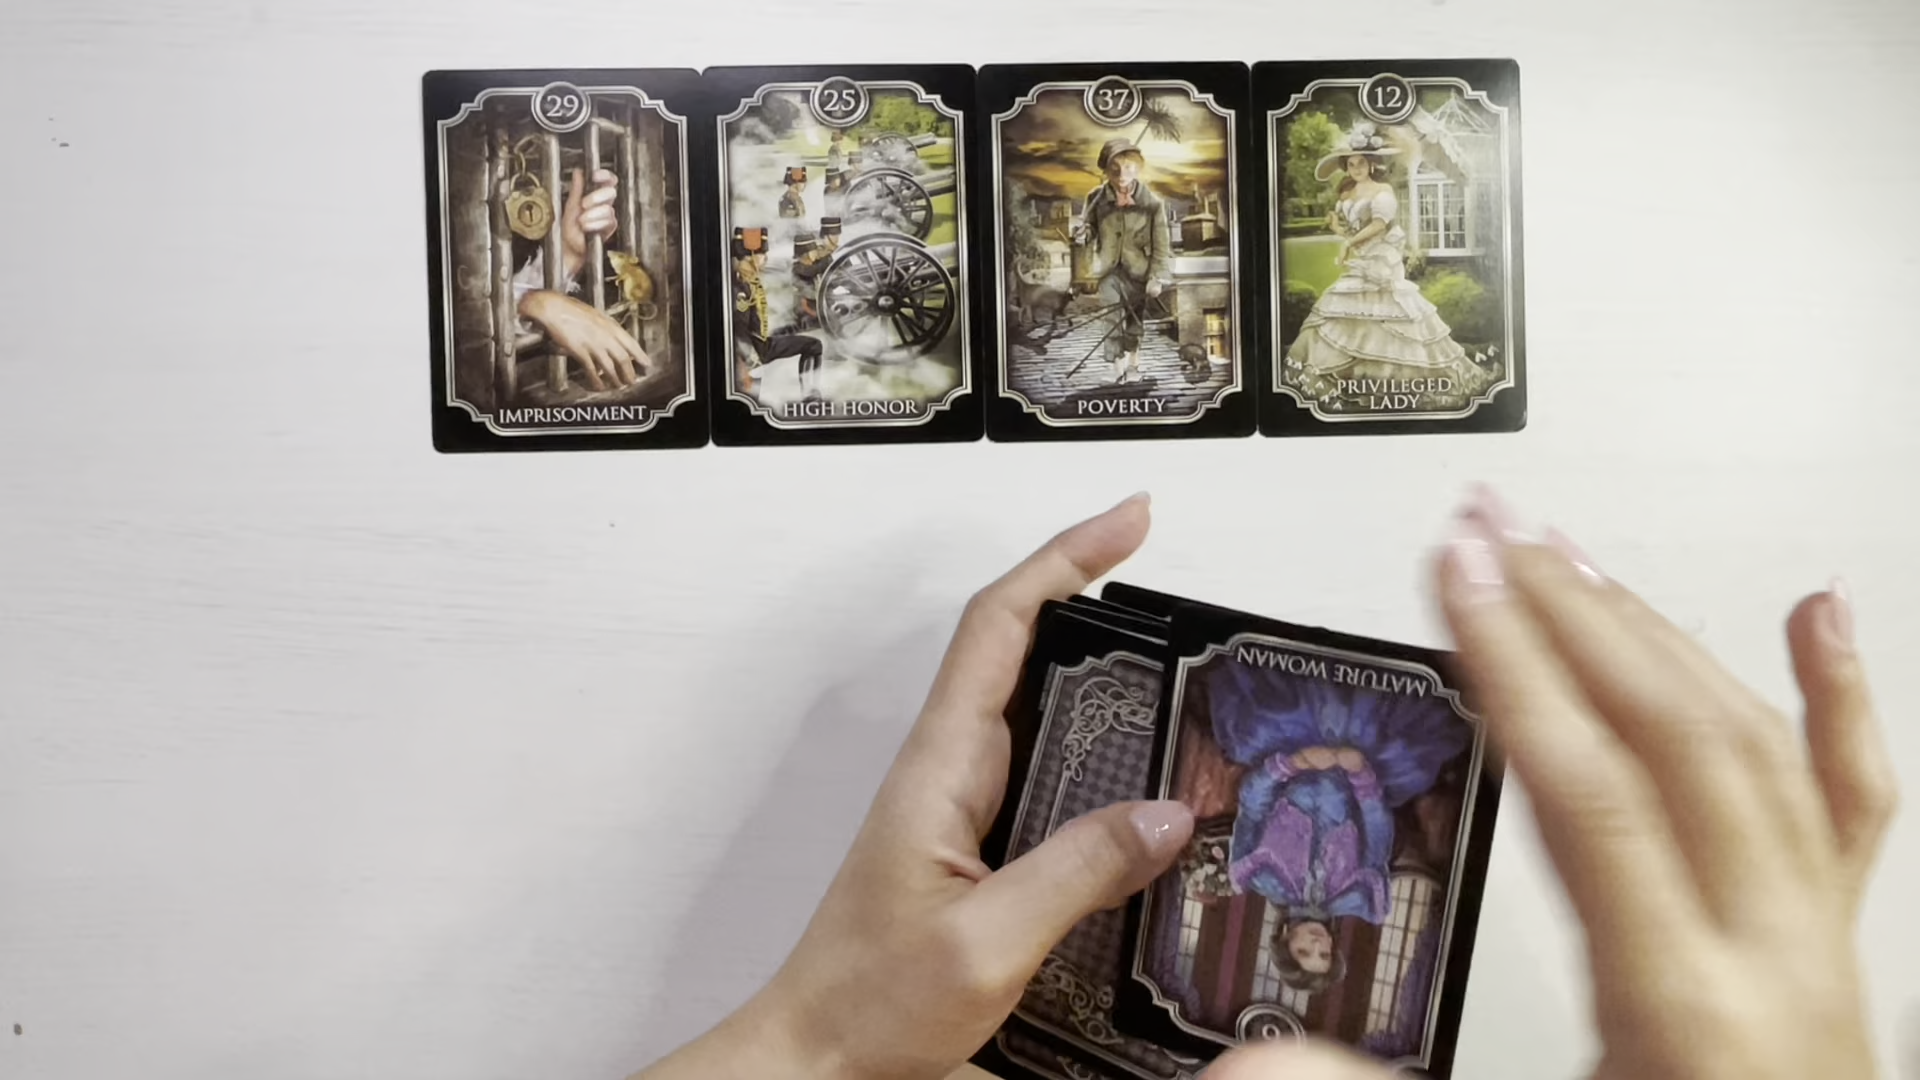 29
IMPRISONMENT
25
HIGH HONOR
37
POVERTY
12
PRIVILEGED
LADY
MATURE WOMAN